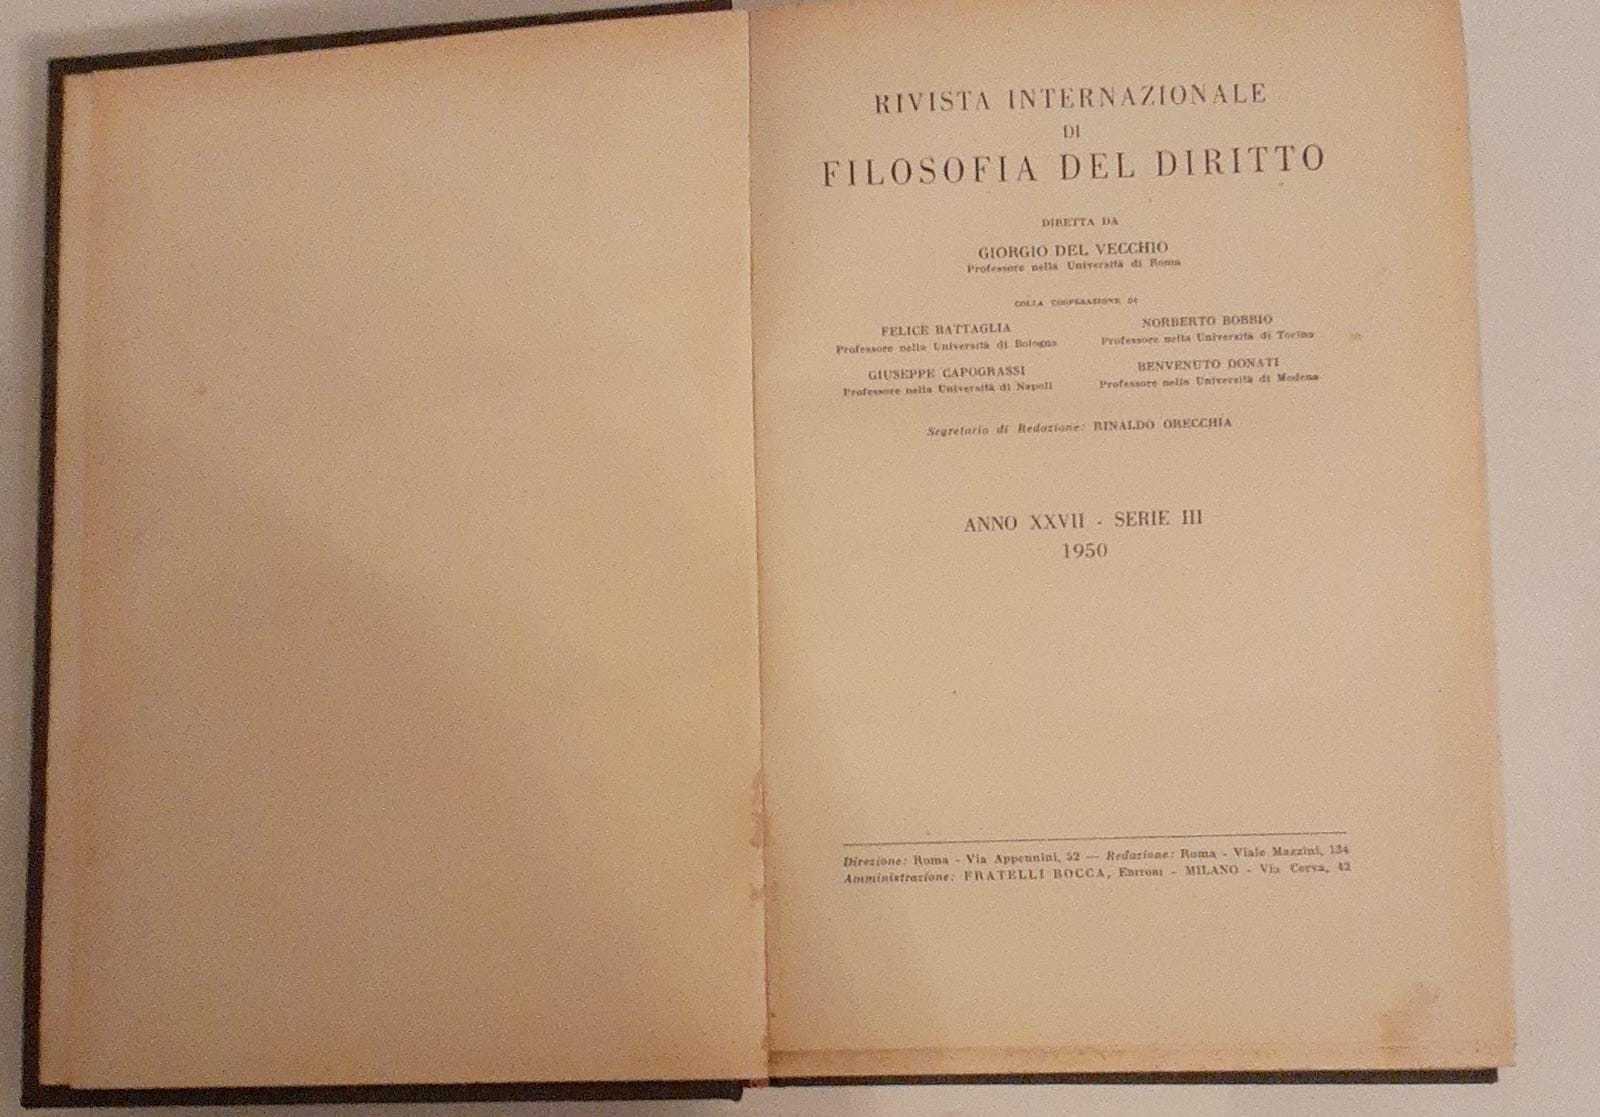 RIVISTA INTERNAZIONALE
DI
FILOSOFIA DEL DIRITTO
DIRETTA DA
GIORGIO DEL VECCHIO
Professore nella Università di Roma
COLLA COOPERAZIONE DI
FELICE BATTAGLIA
Professore nella Università di Bologna
NORBERTO BOBBIO
Professore nella Università di Torino
GIUSEPPE CAPOGRASSI
Professore nella Università di Napoli
BENVENUTO DONATI
Professore nella Università di Modena
Segretario di Redazione: RINALDO ORECCHIA
ANNO XXVII - SERIE III
1950
Direzione: Roma - Via Appennini, 52 — Redazione: Roma - Viale Mazzini, 134
Amministrazione: FRATELLI BOCCA, EDITORI - MILANO - Via Cerva, 42